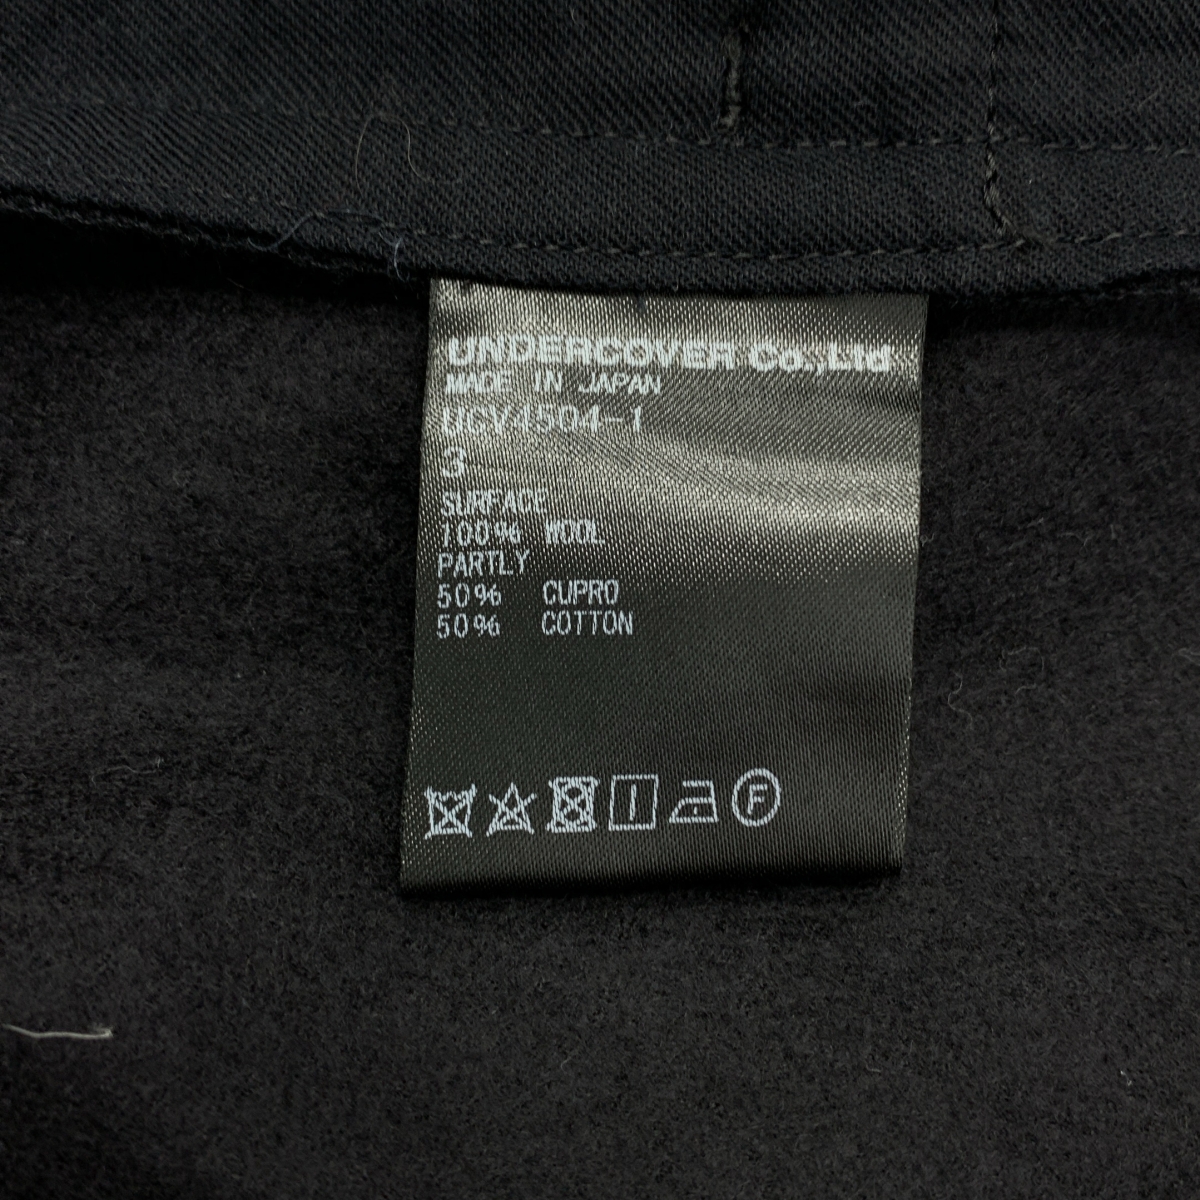 UNDERCOVER Co.,Ltd
MADE IN JAPAN
UCV4504-1
3
SURFACE
100% WOOL
PARTLY
50% CUPRO
50% COTTON
F